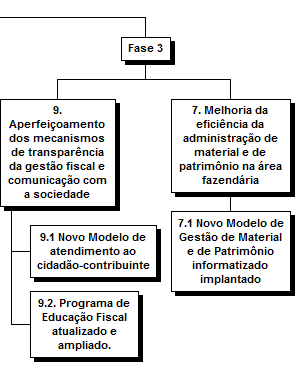 Fase 3
9.
Aperfeiçoamento
dos mecanismos
de transparência
da gestão fiscal e
comunicação com
a sociedade
9.1 Novo Modelo de
atendimento ao
cidadão-contribuinte
9.2. Programa de
Educação Fiscal
atualizado e
ampliado.
7. Melhoria da
eficiência da
administração de
material e de
patrimônio na área
fazendária
7.1 Novo Modelo de
Gestão de Material
e de Patrimônio
informatizado
implantado